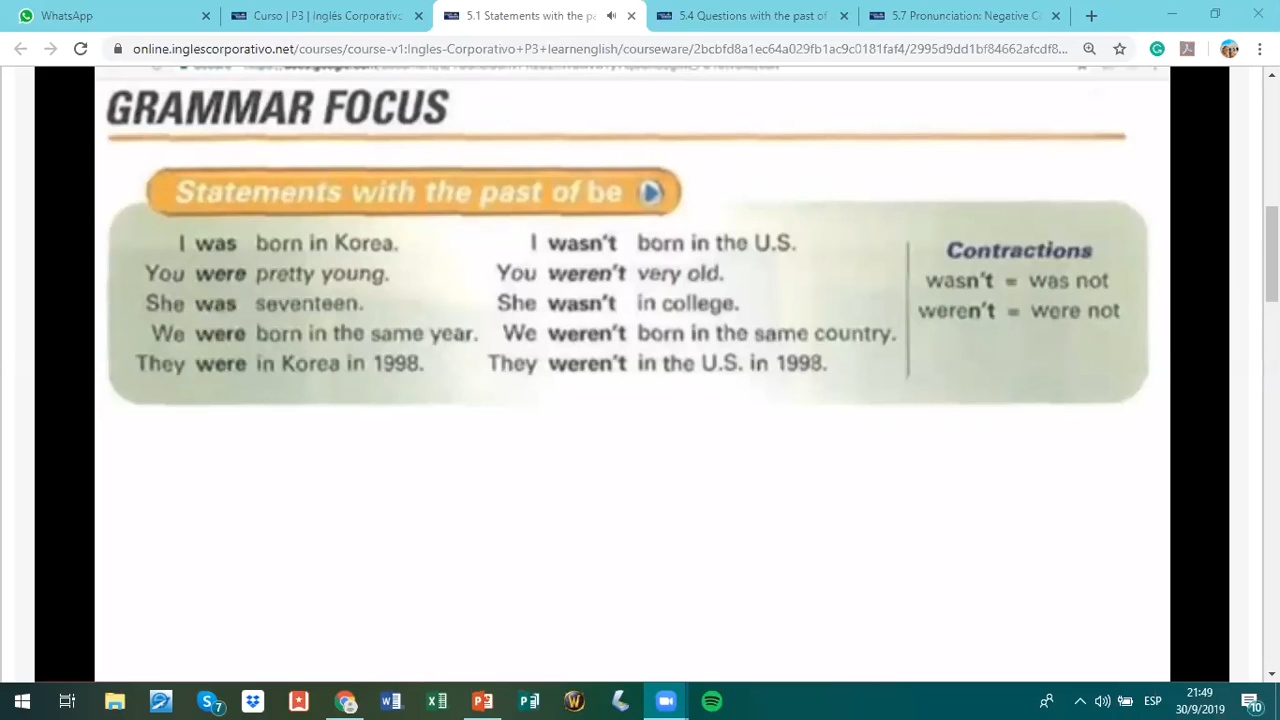 WhatsApp
Curso | P3 | Inglés Corporativo
5.1 Statements with the pa
5.4 Questions with the past of
5.7 Pronunciation: Negative C
online.inglescorporativo.net/courses/course-v1:Ingles-Corporativo+P3+learnenglish/courseware/2bcbfd8a1ec64a029fb1ac9c0181faf4/2995d9dd1bf84662afcdf8...
GRAMMAR FOCUS
Statements with the past of be
I was born in Korea.
You were pretty young.
She was seventeen.
We were born in the same year.
They were in Korea in 1998.
I wasn't born in the U.S.
You weren't very old.
She wasn't in college.
We weren't born in the same country.
They weren't in the U.S. in 1998.
Contractions
wasn't = was not
weren't = were not
7
ESP
21:49
30/9/2019
10